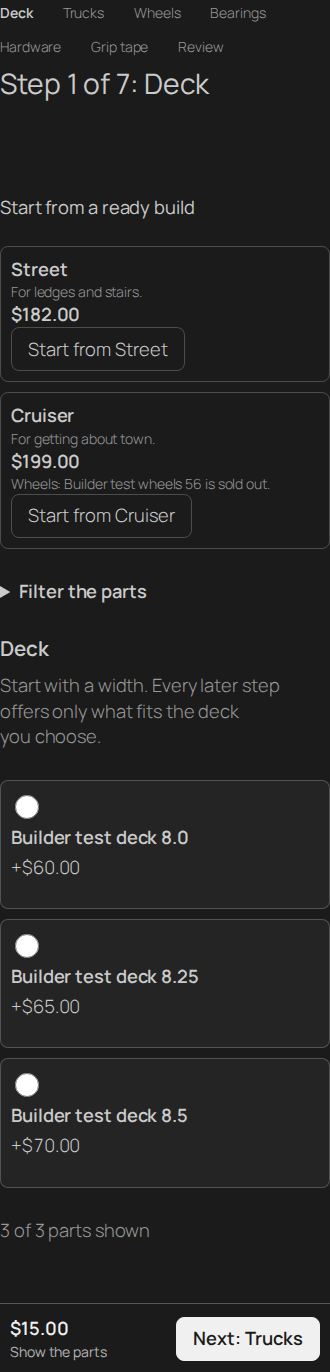 Deck Trucks Wheels Bearings
Hardware Grip tape Review
Step 1 of 7: Deck
Start from a ready build
Street
For ledges and stairs.
$182.00
Start from Street
Cruiser
For getting about town.
$199.00
Wheels: Builder test wheels 56 is sold out.
Start from Cruiser
Filter the parts
Deck
Start with a width. Every later step
offers only what fits the deck
you choose.
Builder test deck 8.0
+$60.00
Builder test deck 8.25
+$65.00
Builder test deck 8.5
+$70.00
3 of 3 parts shown
$15.00
Show the parts
Next: Trucks